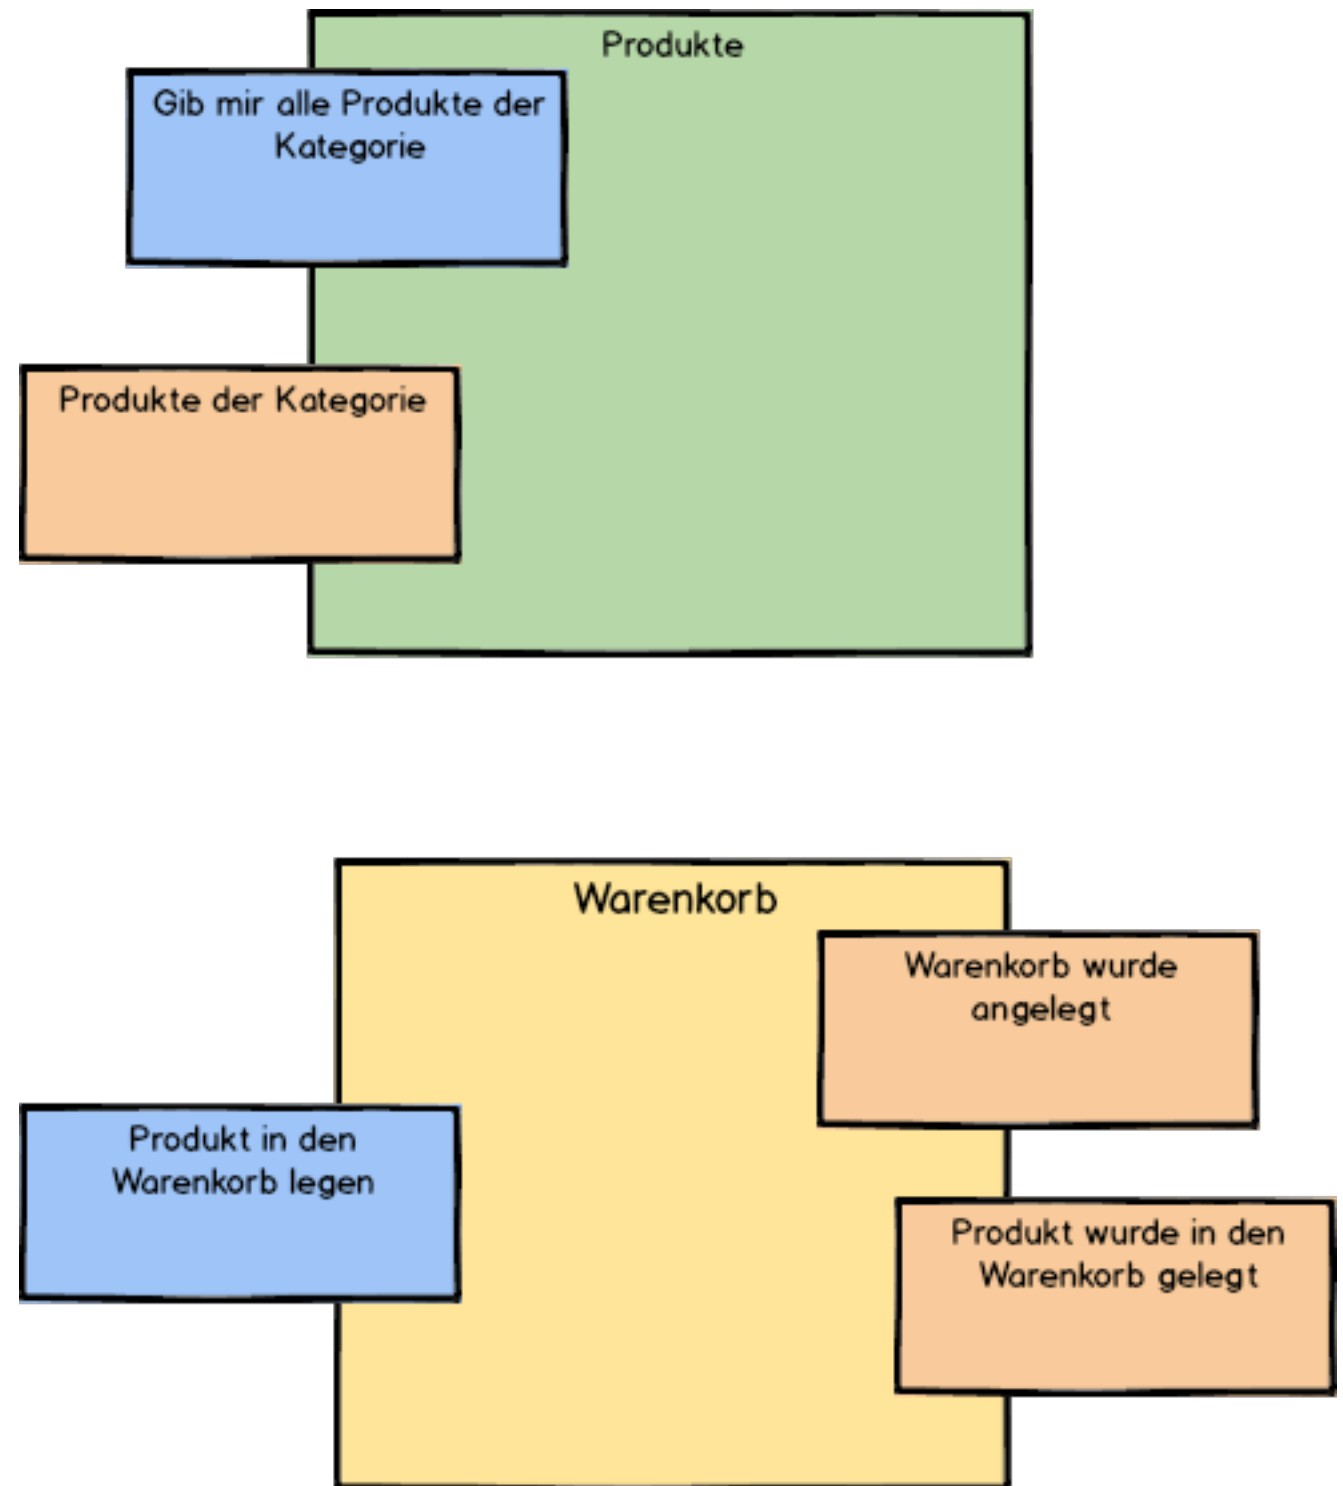 Produkte
Gib mir alle Produkte der
Kategorie
Produkte der Kategorie
Warenkorb
Warenkorb wurde
angelegt
Produkt in den
Warenkorb legen
Produkt wurde in den
Warenkorb gelegt